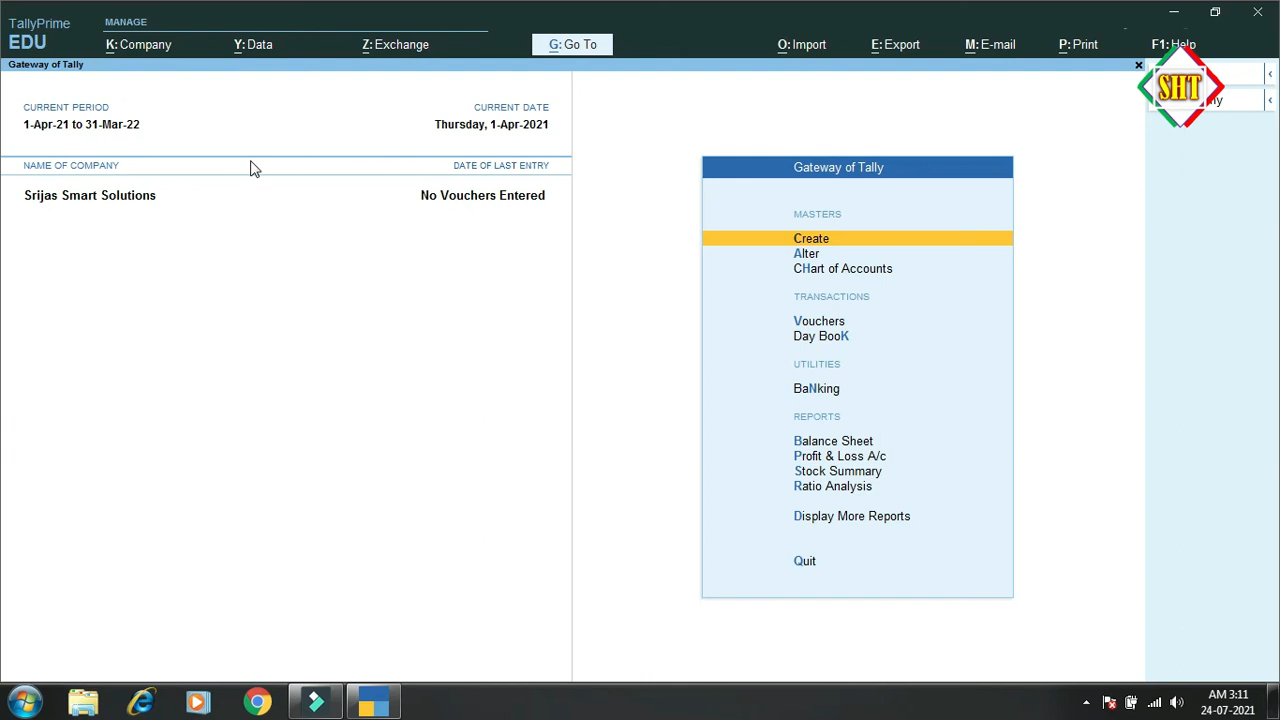 TallyPrime
EDU
MANAGE
K: Company
Y: Data
Z: Exchange
G: Go To
O: Import
E: Export
M: E-mail
P: Print
F1: Help
Gateway of Tally
CURRENT PERIOD
CURRENT DATE
1-Apr-21 to 31-Mar-22
Thursday, 1-Apr-2021
NAME OF COMPANY
DATE OF LAST ENTRY
Srijas Smart Solutions
No Vouchers Entered
Gateway of Tally
MASTERS
Create
Alter
CHart of Accounts
TRANSACTIONS
Vouchers
Day BooK
UTILITIES
BaNking
REPORTS
Balance Sheet
Profit & Loss A/c
Stock Summary
Ratio Analysis
Display More Reports
Quit
SHT
AM 3:11
24-07-2021